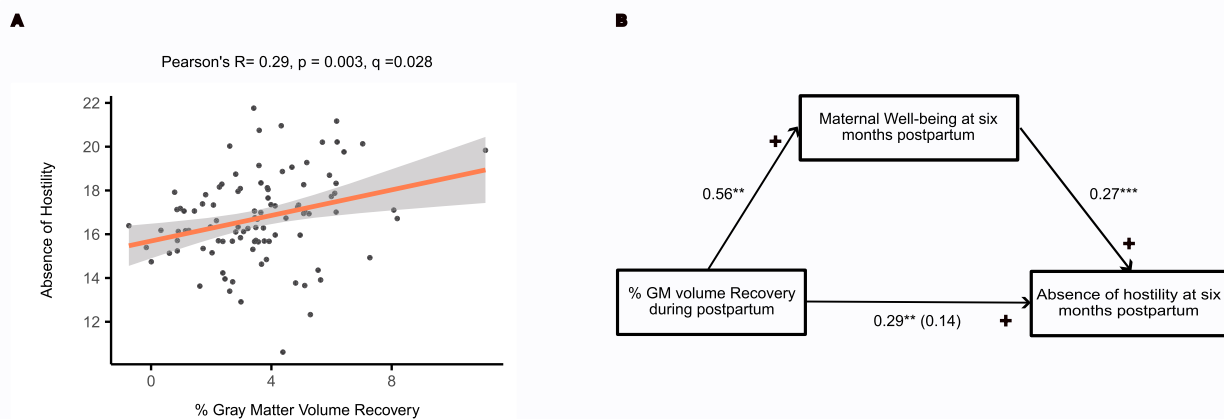 A
Pearson's R= 0.29, p = 0.003, q =0.028
22
20
18
16
14
12
Absence of Hostility
0
4
8
% Gray Matter Volume Recovery
B
Maternal Well-being at six
months postpartum
+
0.56**
0.27***
+
% GM volume Recovery
during postpartum
Absence of hostility at six
months postpartum
0.29** (0.14)
+